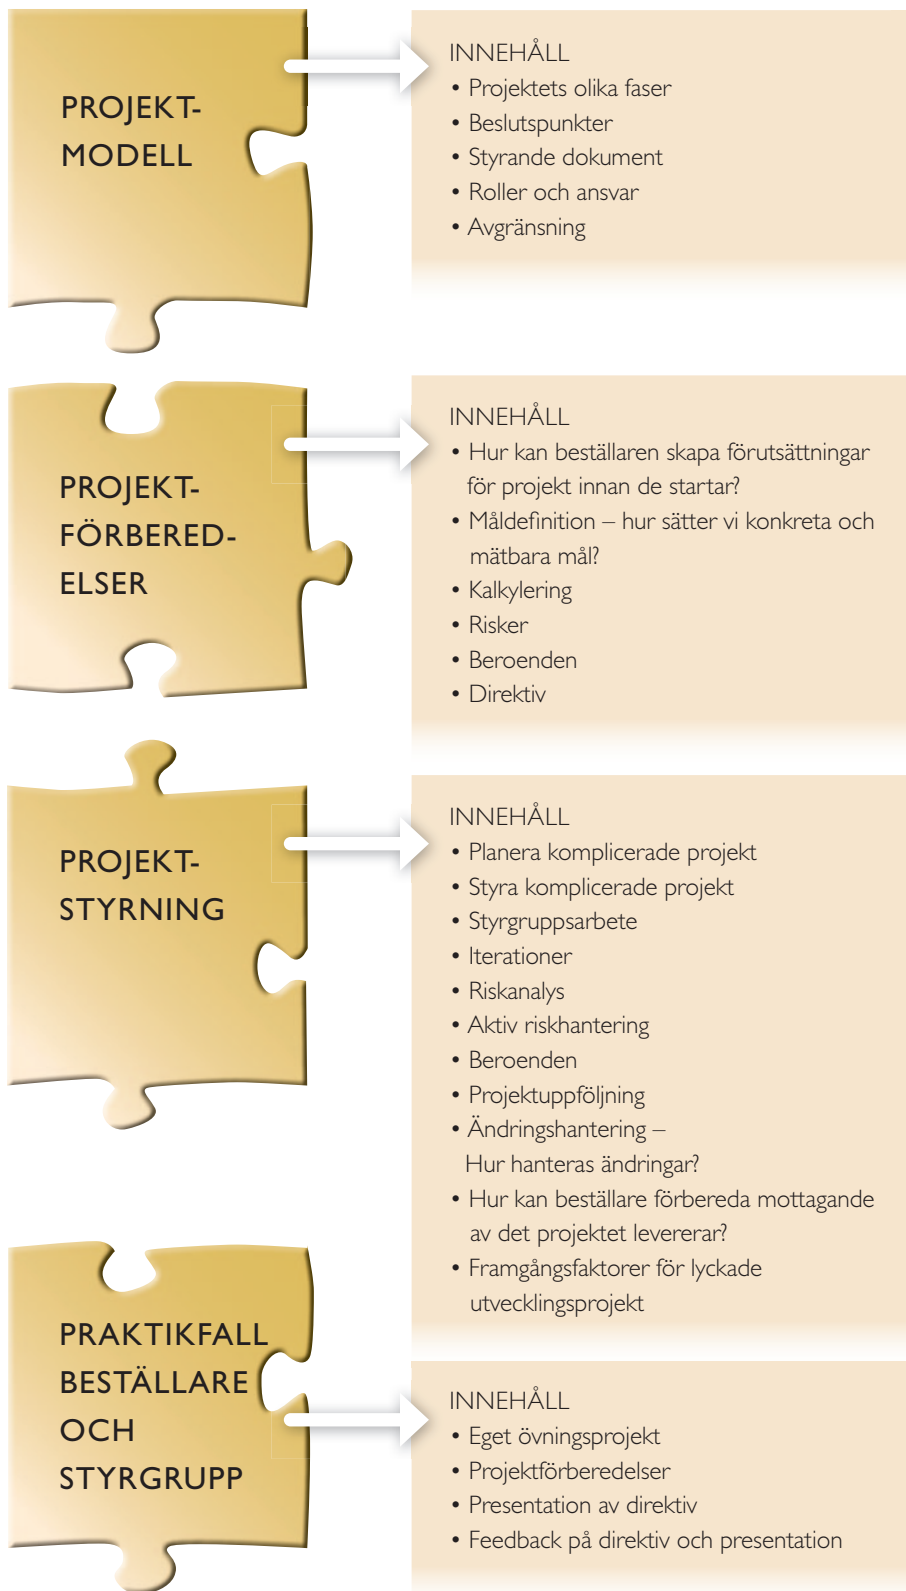 PROJEKT-
MODELL
INNEHÅLL
• Projektets olika faser
• Beslutspunkter
• Styrande dokument
• Roller och ansvar
• Avgränsning
PROJEKT-
FÖRBERED-
ELSER
INNEHÅLL
• Hur kan beställaren skapa förutsättningar
för projekt innan de startar?
• Måldefinition – hur sätter vi konkreta och
mätbara mål?
• Kalkylering
• Risker
• Beroenden
• Direktiv
PROJEKT-
STYRNING
INNEHÅLL
• Planera komplicerade projekt
• Styra komplicerade projekt
• Styrgruppsarbete
• Iterationer
• Riskanalys
• Aktiv riskhantering
• Beroenden
• Projektuppföljning
• Ändringshantering –
Hur hanteras ändringar?
• Hur kan beställare förbereda mottagande
av det projektet levererar?
• Framgångsfaktorer för lyckade
utvecklingsprojekt
PRAKTIKFALL
BESTÄLLARE
OCH
STYRGRUPP
INNEHÅLL
• Eget övningsprojekt
• Projektförberedelser
• Presentation av direktiv
• Feedback på direktiv och presentation